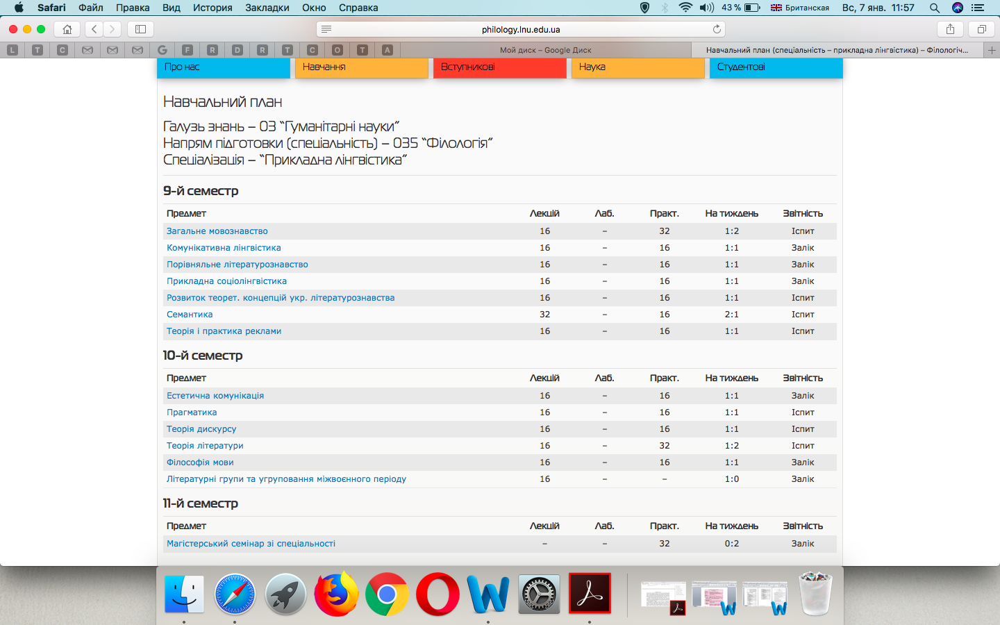 Safari Файл Правка Вид История Закладки Окно Справка 43 % Британская Вс, 7 янв. 11:57
philology.lnu.edu.ua
L T C G F R D R T C O T A Мой диск – Google Диск Навчальний план (спеціальність – прикладна лінгвістика) – Філологіч...
Про нас Навчання Вступникові Наука Студентові
Навчальний план
Галузь знань – 03 “Гуманітарні науки”
Напрям підготовки (спеціальність) – 035 “Філологія”
Спеціалізація – “Прикладна лінгвістика”
9-й семестр
Предмет Лекцій Лаб. Практ. На тиждень Звітність
Загальне мовознавство 16 – 32 1:2 Іспит
Комунікативна лінгвістика 16 – 16 1:1 Залік
Порівняльне літературознавство 16 – 16 1:1 Залік
Прикладна соціолінгвістика 16 – 16 1:1 Залік
Розвиток теорет. концепцій укр. літературознавства 16 – 16 1:1 Іспит
Семантика 32 – 16 2:1 Іспит
Теорія і практика реклами 16 – 16 1:1 Іспит
10-й семестр
Предмет Лекцій Лаб. Практ. На тиждень Звітність
Естетична комунікація 16 – 16 1:1 Залік
Прагматика 16 – 16 1:1 Іспит
Теорія дискурсу 16 – 16 1:1 Іспит
Теорія літератури 16 – 32 1:2 Іспит
Філософія мови 16 – 16 1:1 Залік
Літературні групи та угруповання міжвоєнного періоду 16 – – 1:0 Залік
11-й семестр
Предмет Лекцій Лаб. Практ. На тиждень Звітність
Магістерський семінар зі спеціальності – – 32 0:2 Залік